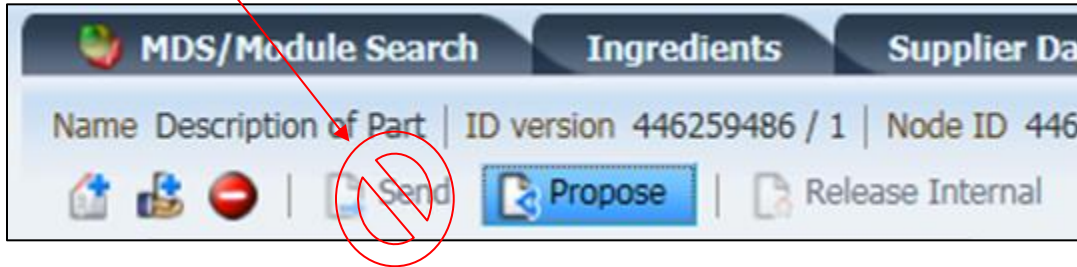 MDS/Module Search Ingredients Supplier Da
Name Description of Part | ID version 446259486 / 1 | Node ID 446
Send Propose | Release Internal